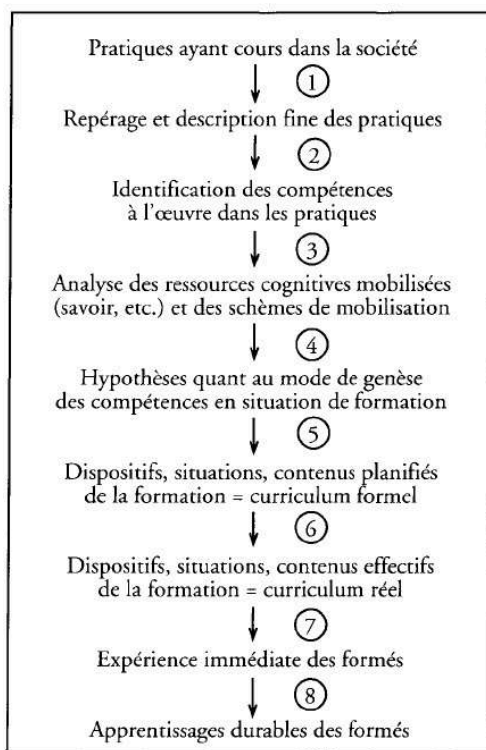 Pratiques ayant cours dans la société
1
Repérage et description fine des pratiques
2
Identification des compétences
à l'œuvre dans les pratiques
3
Analyse des ressources cognitives mobilisées
(savoir, etc.) et des schèmes de mobilisation
4
Hypothèses quant au mode de genèse
des compétences en situation de formation
5
Dispositifs, situations, contenus planifiés
de la formation = curriculum formel
6
Dispositifs, situations, contenus effectifs
de la formation = curriculum réel
7
Expérience immédiate des formés
8
Apprentissages durables des formés